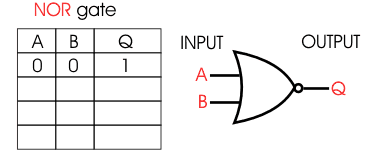 NOR gate
A B Q
0 0 1
INPUT OUTPUT
A
B
Q